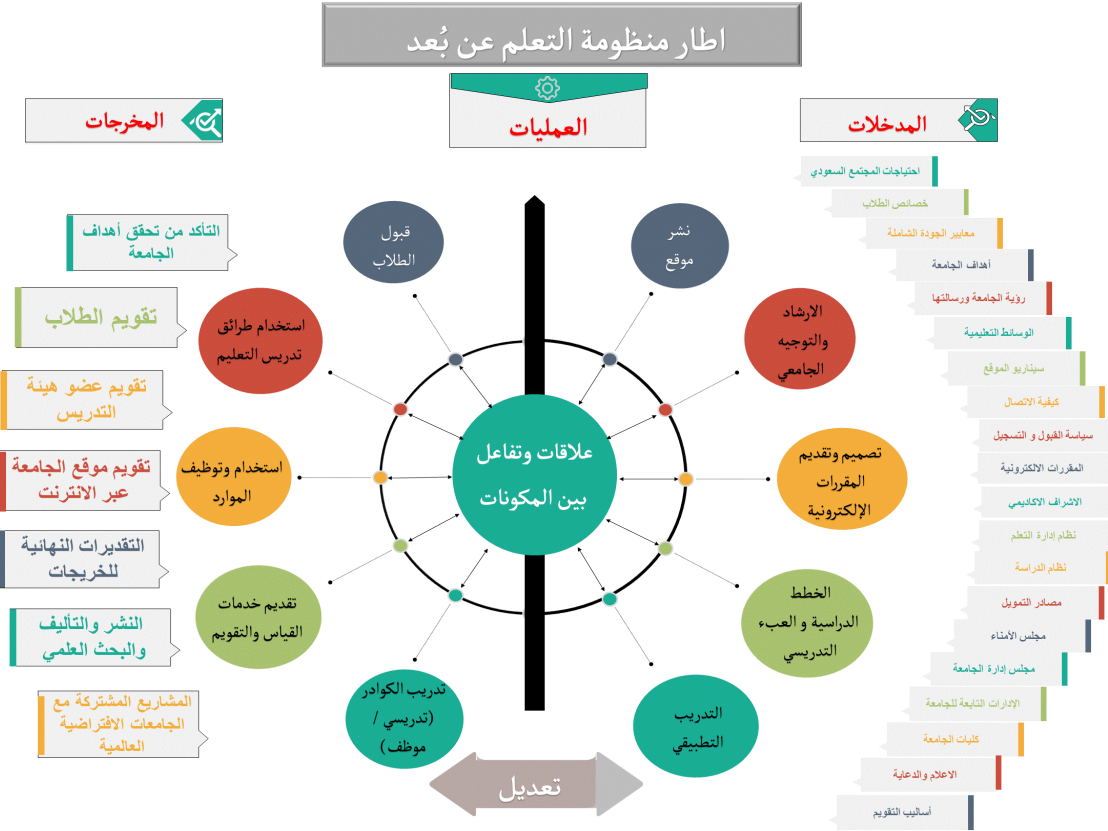 اطار منظومة التعلم عن بُعد
المدخلات
احتياجات المجتمع السعودي
خصائص الطلاب
معايير الجودة الشاملة
أهداف الجامعة
رؤية الجامعة ورسالتها
الوسائط التعليمية
سيناريو الموقع
كيفية الاتصال
سياسة القبول و التسجيل
المقررات الالكترونية
الاشراف الاكاديمي
نظام إدارة التعلم
نظام الدراسة
مصادر التمويل
مجلس الأمناء
مجلس إدارة الجامعة
الإدارات التابعة للجامعة
كليات الجامعة
الاعلام والدعاية
أساليب التقويم
العمليات
نشر
موقع
الارشاد
والتوجيه
الجامعي
تصميم وتقديم
المقررات
الإلكترونية
الخطط
الدراسية و العبء
التدريسي
التدريب
التطبيقي
علاقات وتفاعل
بين المكونات
قبول
الطلاب
استخدام طرائق
تدريس التعليم
استخدام وتوظيف
الموارد
تقديم خدمات
القياس والتقويم
تدريب الكوادر
(تدريسي /
موظف)
تعديل
المخرجات
التأكد من تحقق أهداف
الجامعة
تقويم الطلاب
تقويم عضو هيئة
التدريس
تقويم موقع الجامعة
عبر الانترنت
التقديرات النهائية
للخريجات
النشر والتأليف
والبحث العلمي
المشاريع المشتركة مع
الجامعات الافتراضية
العالمية